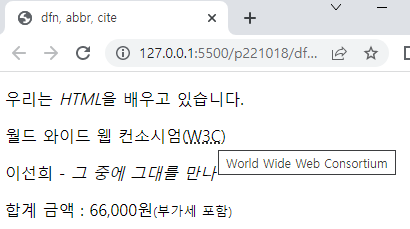 dfn, abbr, cite
127.0.0.1:5500/p221018/df...
우리는 HTML을 배우고 있습니다.
월드 와이드 웹 컨소시엄(W3C)
World Wide Web Consortium
이선희 - 그 중에 그대를 만나
합계 금액 : 66,000원(부가세 포함)